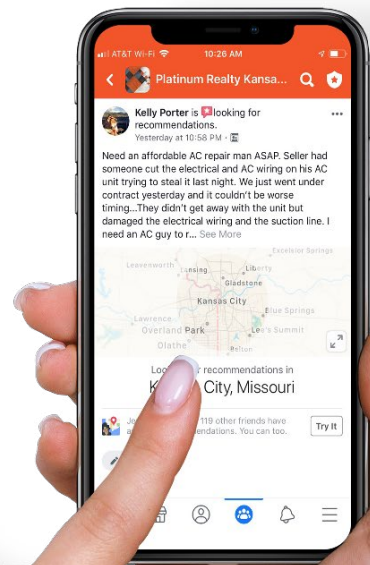 AT&T Wi-Fi 10:26 AM
Platinum Realty Kansa...
Kelly Porter is looking for
recommendations.
Yesterday at 10:58 PM
Need an affordable AC repair man ASAP. Seller had
someone cut the electrical and AC wiring on his AC
unit trying to steal it last night. We just went under
contract yesterday and it couldn't be worse
timing...They didn't get away with the unit but
damaged the electrical wiring and the suction line. I
need an AC guy to r... See More
Excelsior Springs
Leavenworth Lansing Liberty
Gladstone
Kansas City
Blue Springs
Lawrence
Overland Park Lee's Summit
Olathe
Belton
recommendations in
City, Missouri
119 other friends have
You can too.
Try It